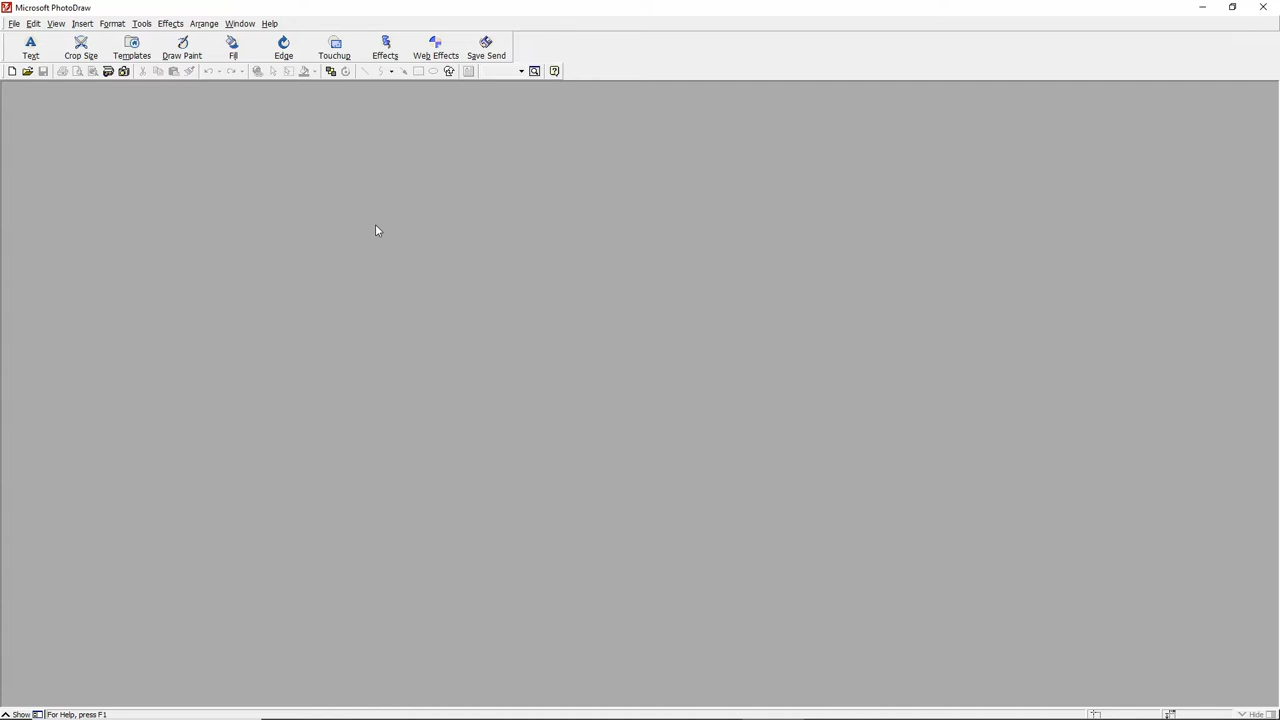 Microsoft PhotoDraw
File Edit View Insert Format Tools Effects Arrange Window Help
Text Crop Size Templates Draw Paint Fill Edge Touchup Effects Web Effects Save Send
Show For Help, press F1 Hide